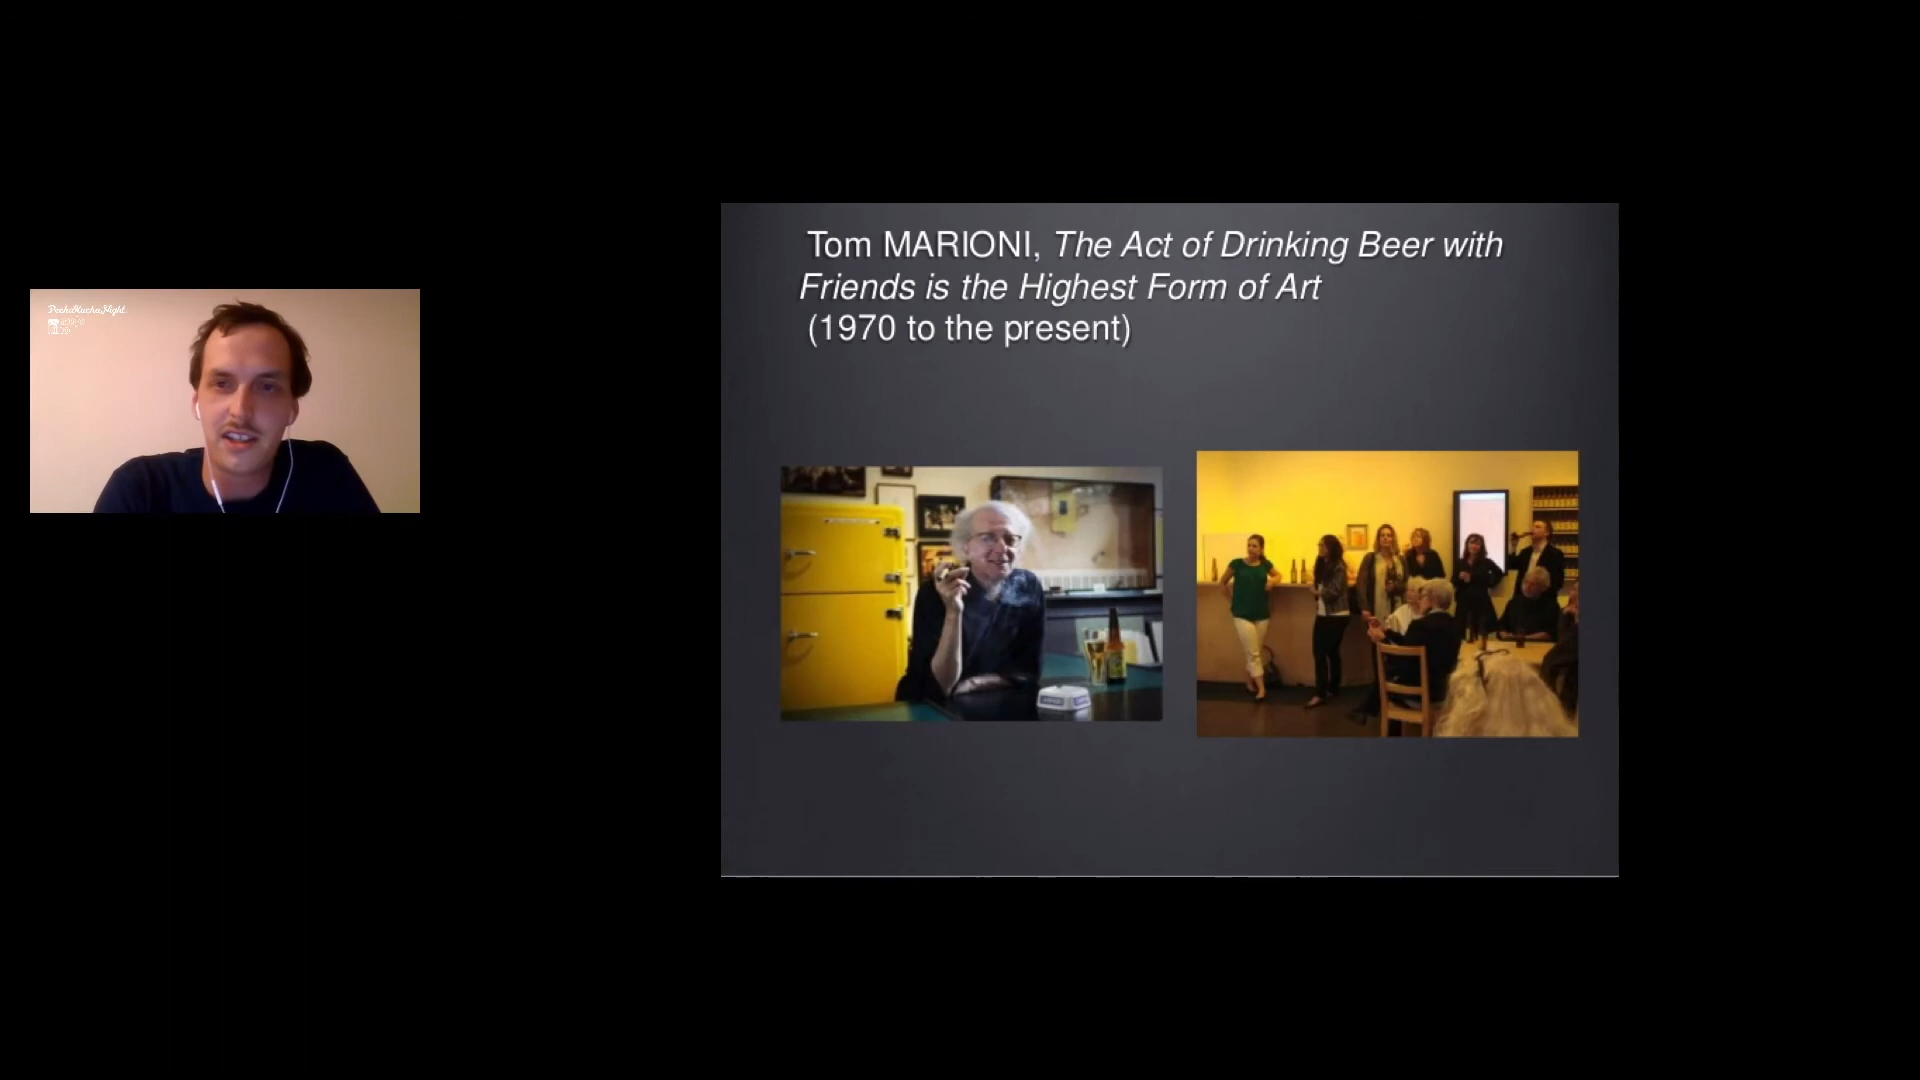 PechaKuchaNight
Tom MARIONI, The Act of Drinking Beer with
Friends is the Highest Form of Art
(1970 to the present)